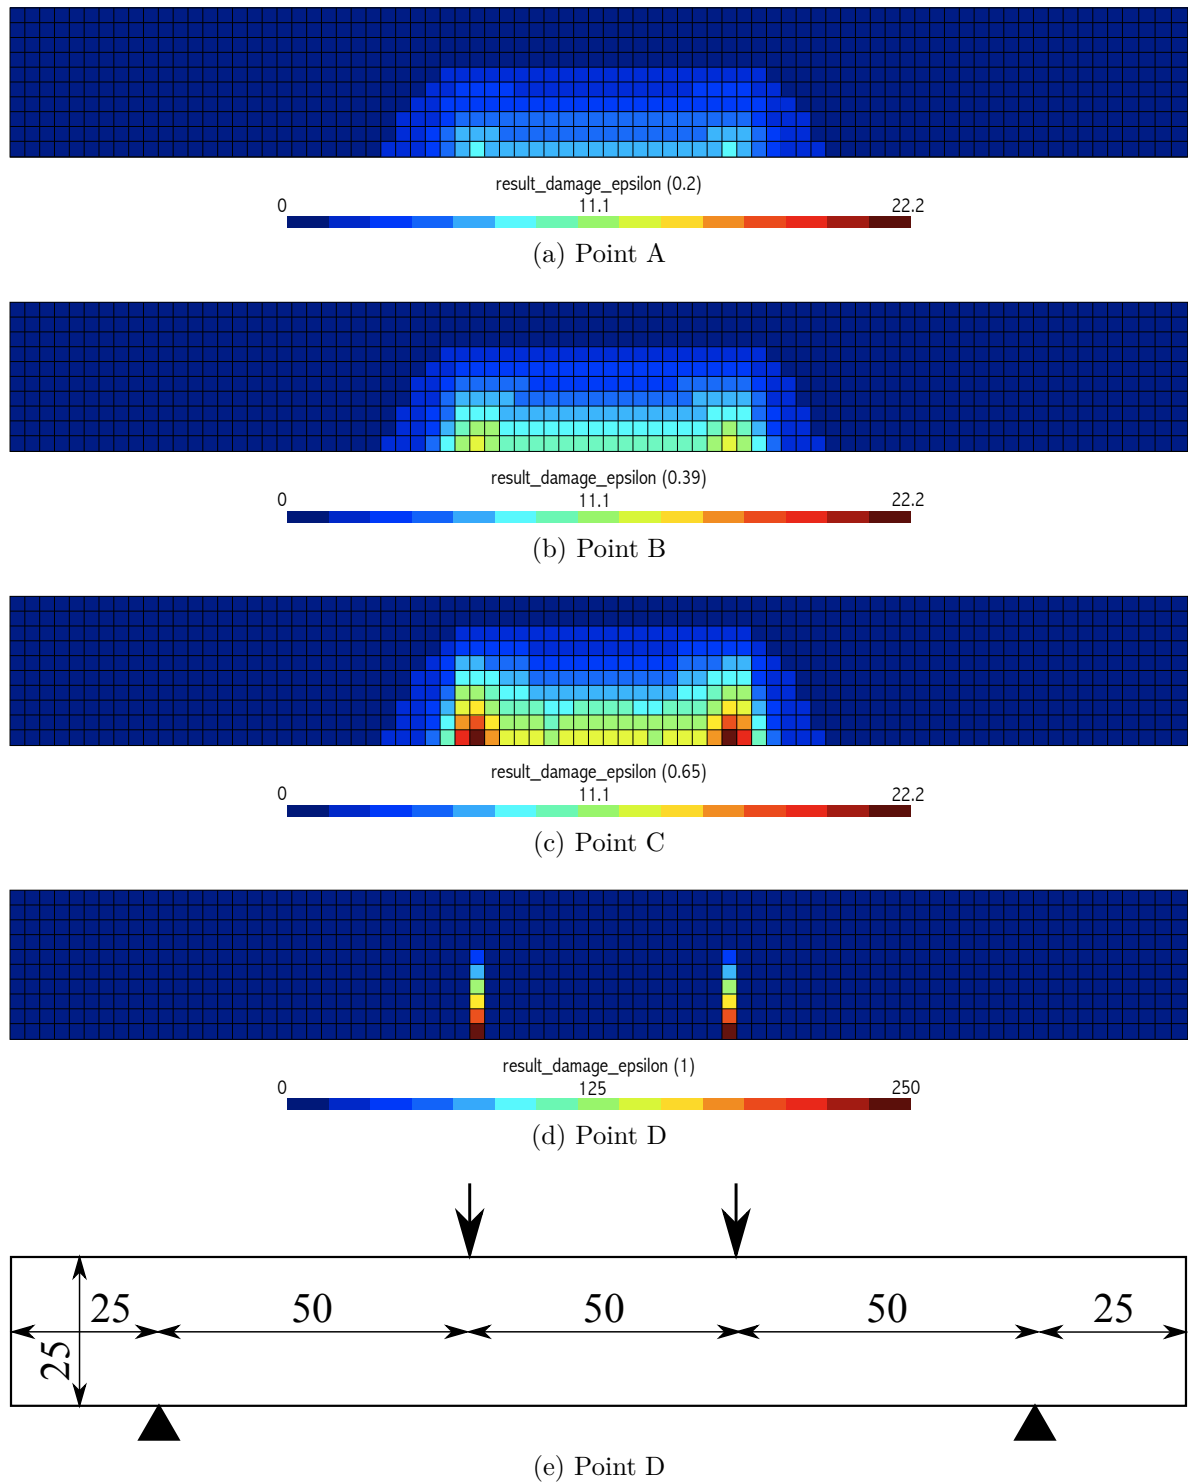 result_damage_epsilon (0.2)
0 11.1 22.2
(a) Point A
result_damage_epsilon (0.39)
0 11.1 22.2
(b) Point B
result_damage_epsilon (0.65)
0 11.1 22.2
(c) Point C
result_damage_epsilon (1)
0 125 250
(d) Point D
25 50 50 50 25
25
(e) Point D